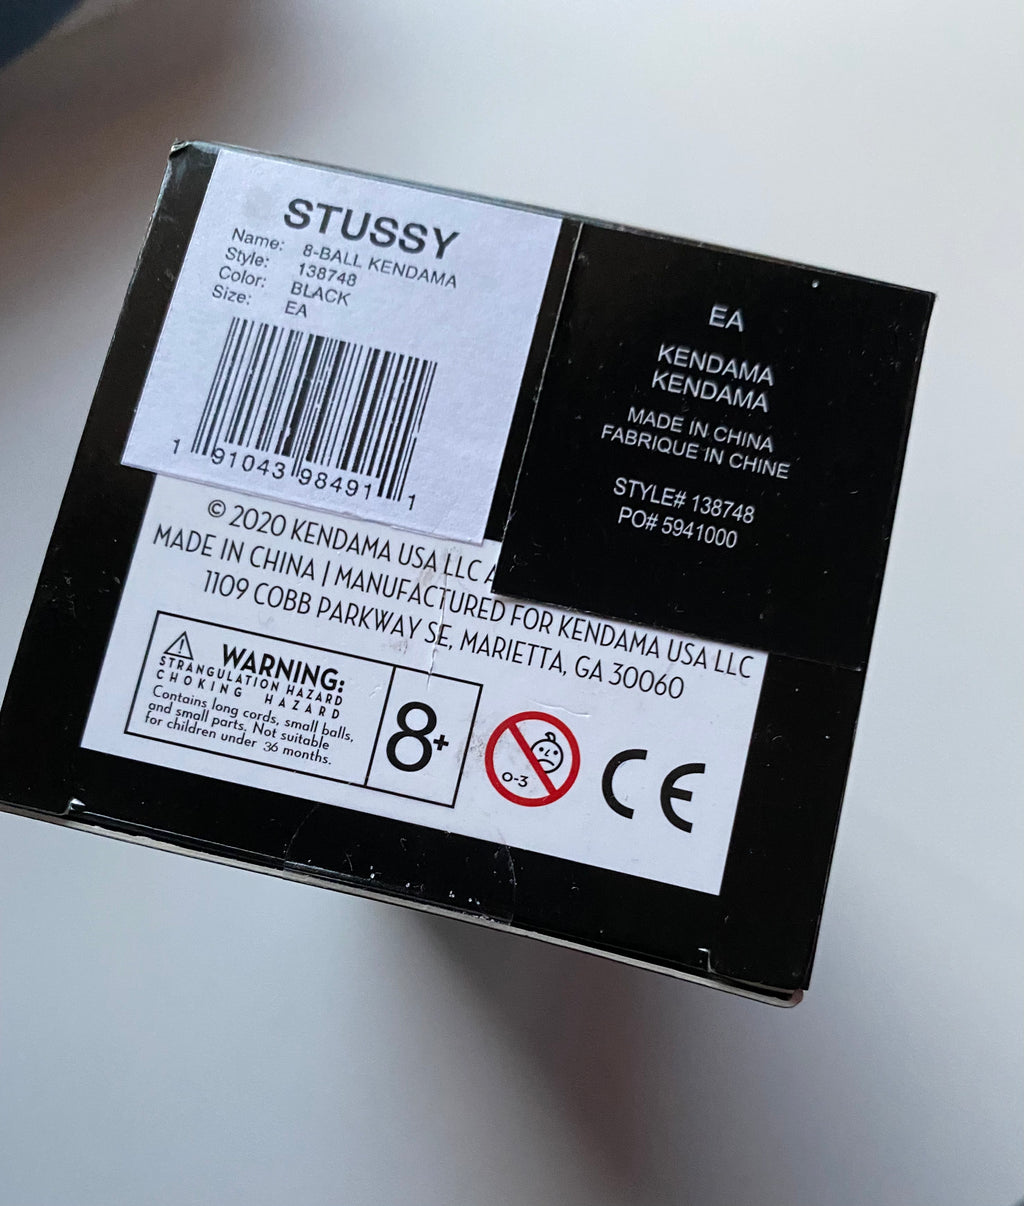 STUSSY
Name: 8-BALL KENDAMA
Style: 138748
Color: BLACK
Size: EA
1 91043 98491 1
EA
KENDAMA
KENDAMA
MADE IN CHINA
FABRIQUE IN CHINE
STYLE# 138748
PO# 5941000
© 2020 KENDAMA USA LLC
MADE IN CHINA | MANUFACTURED FOR KENDAMA USA LLC
1109 COBB PARKWAY SE, MARIETTA, GA 30060
WARNING:
STRANGULATION HAZARD
CHOKING HAZARD
Contains long cords, small balls,
and small parts. Not suitable
for children under 36 months.
8+
0-3
CE